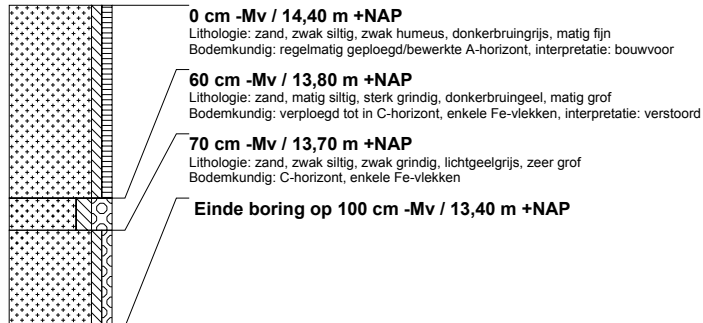 0 cm -Mv / 14,40 m +NAP
Lithologie: zand, zwak siltig, zwak humeus, donkerbruingrijs, matig fijn
Bodemkundig: regelmatig geploegd/bewerkte A-horizont, interpretatie: bouwvoor
60 cm -Mv / 13,80 m +NAP
Lithologie: zand, matig siltig, sterk grindig, donkerbruingeel, matig grof
Bodemkundig: verploegd tot in C-horizont, enkele Fe-vlekken, interpretatie: verstoord
70 cm -Mv / 13,70 m +NAP
Lithologie: zand, zwak siltig, zwak grindig, lichtgeelgrijs, zeer grof
Bodemkundig: C-horizont, enkele Fe-vlekken
Einde boring op 100 cm -Mv / 13,40 m +NAP